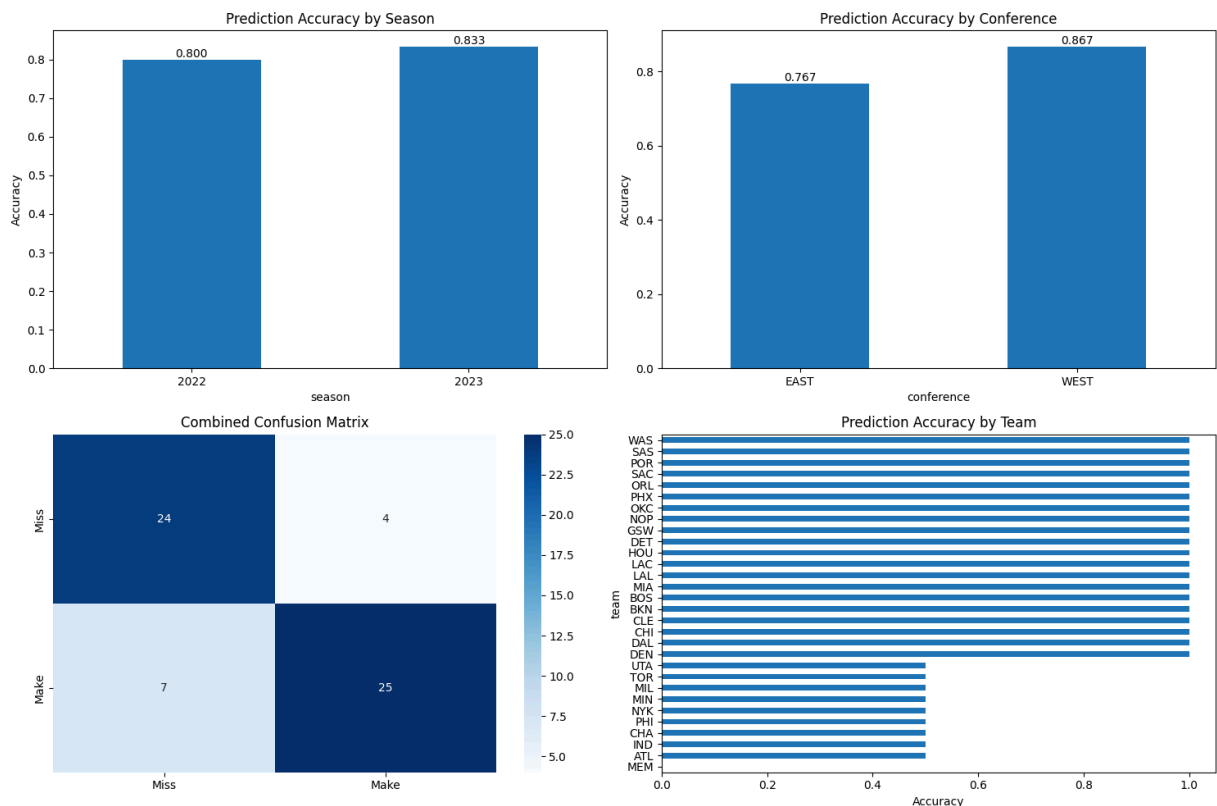 Prediction Accuracy by Season
0.8
0.7
0.6
0.5
0.4
0.3
0.2
0.1
0.0
Accuracy
0.800
0.833
2022
2023
season
Prediction Accuracy by Conference
0.8
0.6
0.4
0.2
0.0
Accuracy
0.767
0.867
EAST
WEST
conference
Combined Confusion Matrix
Miss
Make
24
4
7
25
Miss
Make
25.0
22.5
20.0
17.5
15.0
12.5
10.0
7.5
5.0
Prediction Accuracy by Team
team
WAS
SAS
POR
SAC
ORL
PHX
OKC
NOP
GSW
DET
HOU
LAC
LAL
MIA
BOS
BKN
CLE
CHI
DAL
DEN
UTA
TOR
MIL
MIN
NYK
PHI
CHA
IND
ATL
MEM
0.0
0.2
0.4
0.6
0.8
1.0
Accuracy